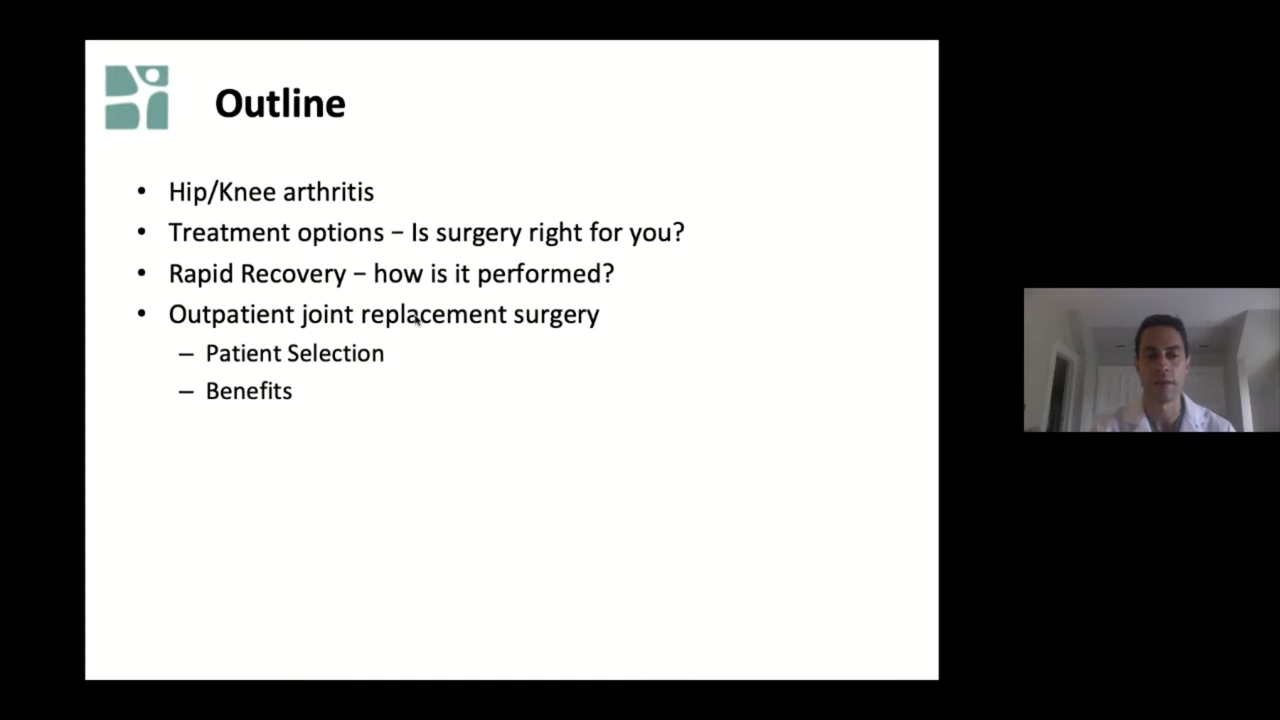 Outline
• Hip/Knee arthritis
• Treatment options – Is surgery right for you?
• Rapid Recovery – how is it performed?
• Outpatient joint replacement surgery
– Patient Selection
– Benefits